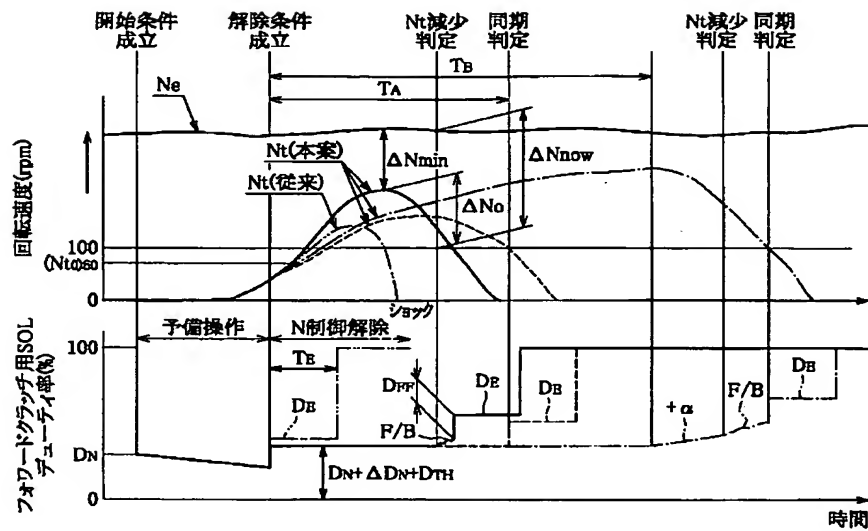 開始条件
成立
解除条件
成立
Nt減少
判定
同期
判定
Nt減少
判定
同期
判定
TB
TA
Ne
Nt(本案)
Nt(従来)
ΔNmin
ΔNnow
ΔNo
回転速度(rpm)
100
0
ショック
予備操作
N制御解除
フォワードクラッチ用SOL
デューティ率(%)
100
TE
DE
DFF
F/B
DE
DE
DE
F/B
+α
DN
DN+ΔDN+DTH
0
時間